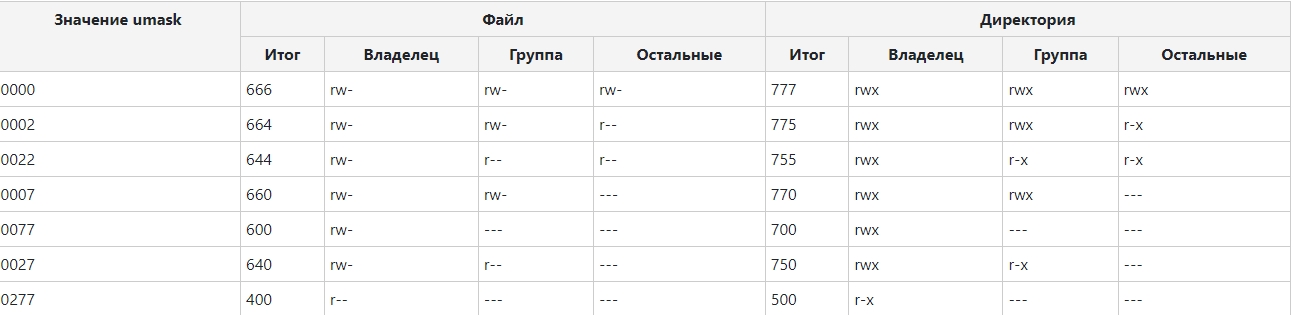 Значение umask Файл Директория
Итог Владелец Группа Остальные Итог Владелец Группа Остальные
0000 666 rw- rw- rw- 777 rwx rwx rwx
0002 664 rw- rw- r-- 775 rwx rwx r-x
0022 644 rw- r-- r-- 755 rwx r-x r-x
0007 660 rw- rw- --- 770 rwx rwx ---
0077 600 rw- --- --- 700 rwx --- ---
0027 640 rw- r-- --- 750 rwx r-x ---
0277 400 r-- --- --- 500 r-x --- ---